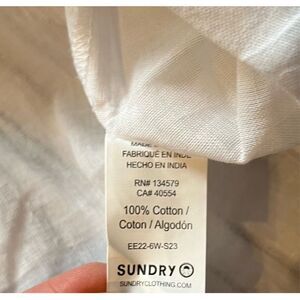 MADE
FABRIQUÉ EN INDE
HECHO EN INDIA
RN# 134579
CA# 40554
100% Cotton /
Coton / Algodón
EE22-6W-S23
SUNDRY
SUNDRYCLOTHING.COM